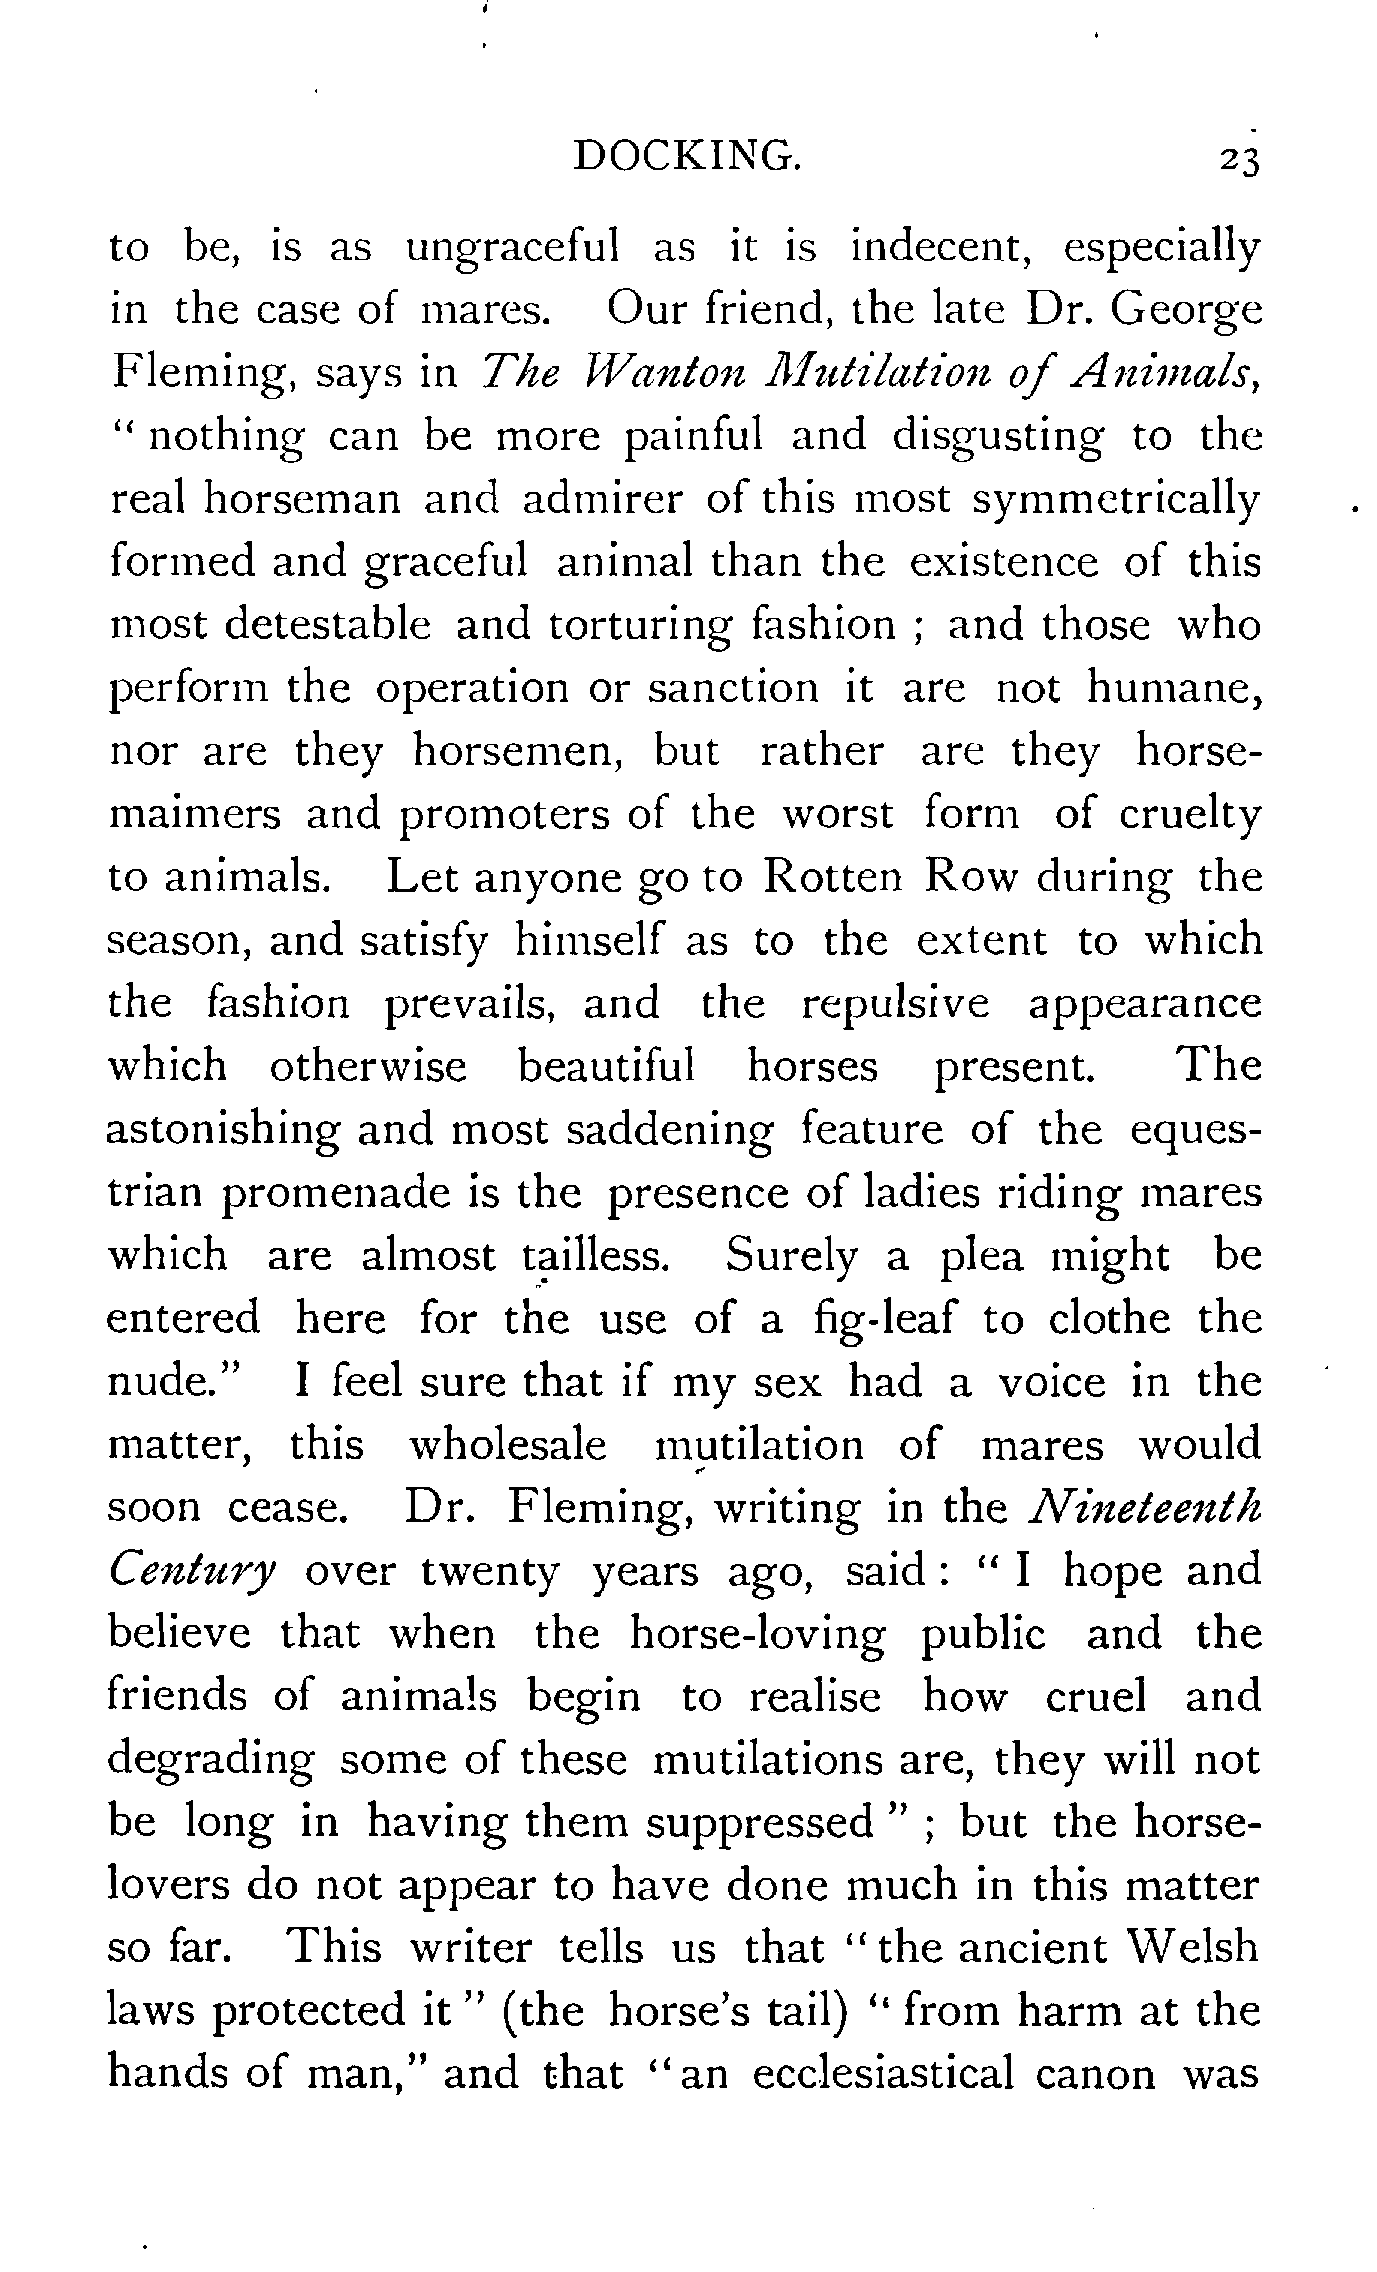 DOCKING. 23
to be, is as ungraceful as it is indecent, especially
in the case of mares. Our friend, the late Dr. George
Fleming, says in The Wanton Mutilation of Animals,
“ nothing can be more painful and disgusting to the
real horseman and admirer of this most symmetrically
formed and graceful animal than the existence of this
most detestable and torturing fashion ; and those who
perform the operation or sanction it are not humane,
nor are they horsemen, but rather are they horse-
maimers and promoters of the worst form of cruelty
to animals. Let anyone go to Rotten Row during the
season, and satisfy himself as to the extent to which
the fashion prevails, and the repulsive appearance
which otherwise beautiful horses present. The
astonishing and most saddening feature of the eques-
trian promenade is the presence of ladies riding mares
which are almost tailless. Surely a plea might be
entered here for the use of a fig-leaf to clothe the
nude.” I feel sure that if my sex had a voice in the
matter, this wholesale mutilation of mares would
soon cease. Dr. Fleming, writing in the Nineteenth
Century over twenty years ago, said : “ I hope and
believe that when the horse-loving public and the
friends of animals begin to realise how cruel and
degrading some of these mutilations are, they will not
be long in having them suppressed ” ; but the horse-
lovers do not appear to have done much in this matter
so far. This writer tells us that “ the ancient Welsh
laws protected it ” (the horse’s tail) “ from harm at the
hands of man,” and that “ an ecclesiastical canon was